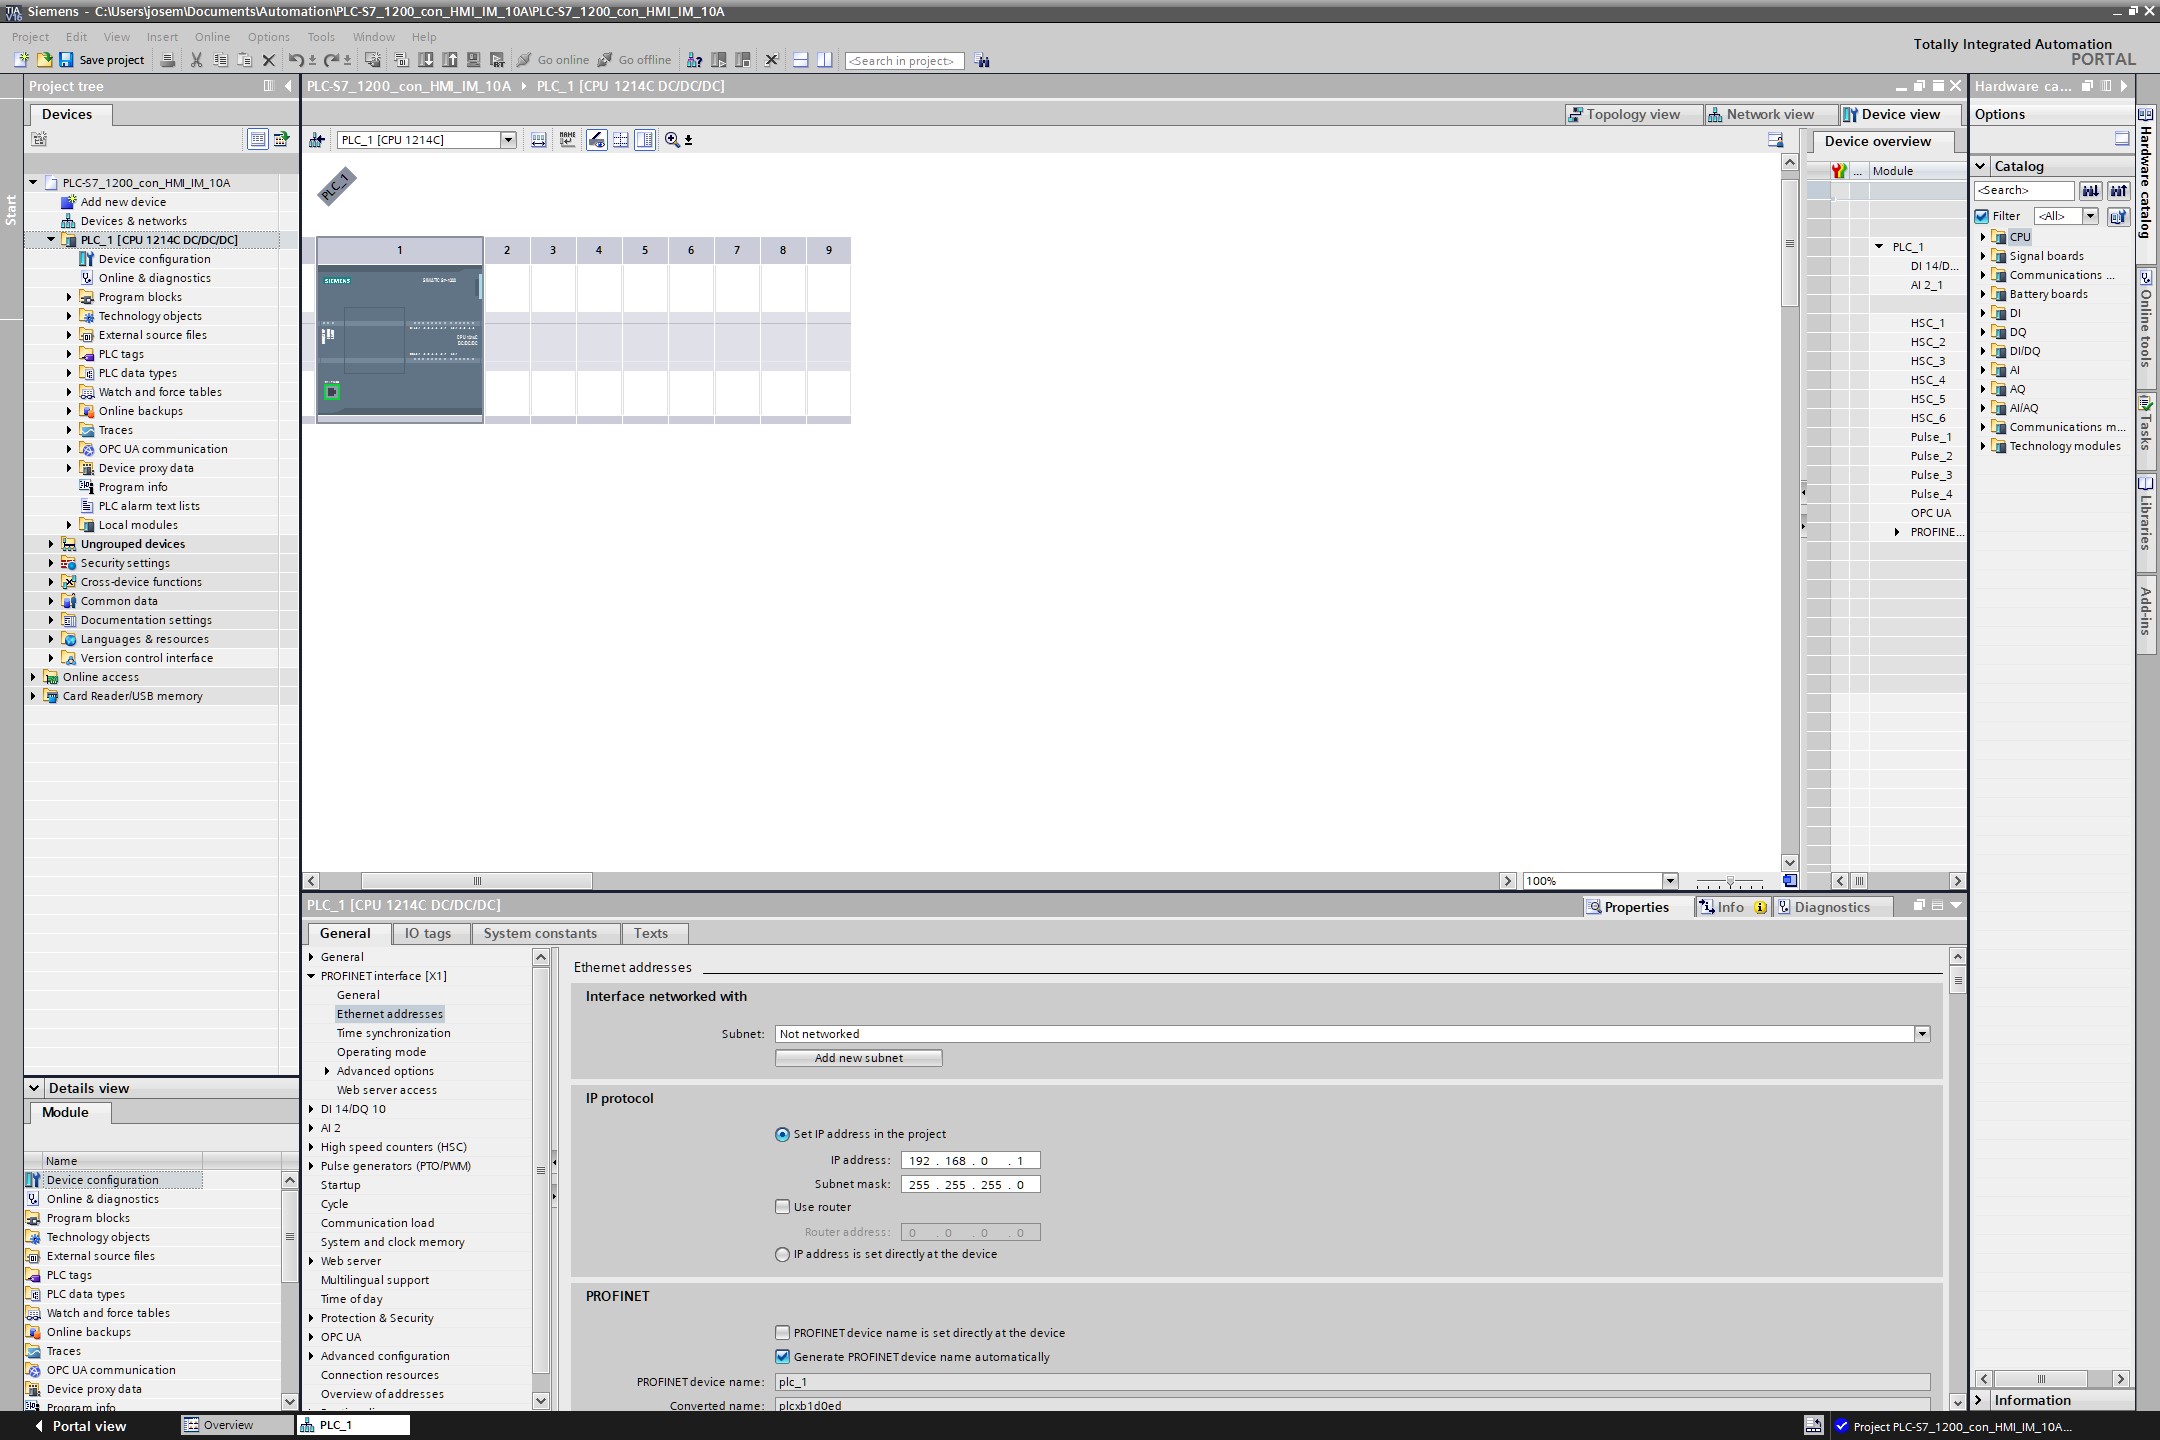 Siemens - C:\Users\josem\Documents\Automation\PLC-S7_1200_con_HMI_IM_10A\PLC-S7_1200_con_HMI_IM_10A
Project Edit View Insert Online Options Tools Window Help
Totally Integrated Automation
PORTAL
Save project
Go online
Go offline
<Search in project>
Start
Project tree
Devices
PLC-S7_1200_con_HMI_IM_10A
Add new device
Devices & networks
PLC_1 [CPU 1214C DC/DC/DC]
Device configuration
Online & diagnostics
Program blocks
Technology objects
External source files
PLC tags
PLC data types
Watch and force tables
Online backups
Traces
OPC UA communication
Device proxy data
Program info
PLC alarm text lists
Local modules
Ungrouped devices
Security settings
Cross-device functions
Common data
Documentation settings
Languages & resources
Version control interface
Online access
Card Reader/USB memory
Details view
Module
Name
Device configuration
Online & diagnostics
Program blocks
Technology objects
External source files
PLC tags
PLC data types
Watch and force tables
Online backups
Traces
OPC UA communication
Device proxy data
Program info
PLC-S7_1200_con_HMI_IM_10A PLC_1 [CPU 1214C DC/DC/DC]
Topology view
Network view
Device view
PLC_1 [CPU 1214C]
PLC_1
1 2 3 4 5 6 7 8 9
SIEMENS
SIMATIC S7-1200
CPU 1214C
DC/DC/DC
100%
Device overview
... Module
PLC_1
DI 14/D...
AI 2_1
HSC_1
HSC_2
HSC_3
HSC_4
HSC_5
HSC_6
Pulse_1
Pulse_2
Pulse_3
Pulse_4
OPC UA
PROFINE...
Hardware ca...
Options
Catalog
<Search>
Filter <All>
CPU
Signal boards
Communications ...
Battery boards
DI
DQ
DI/DQ
AI
AQ
AI/AQ
Communications m...
Technology modules
Information
Hardware catalog
Online tools
Tasks
Libraries
Add-ins
PLC_1 [CPU 1214C DC/DC/DC]
Properties
Info
Diagnostics
General
IO tags
System constants
Texts
General
PROFINET interface [X1]
General
Ethernet addresses
Time synchronization
Operating mode
Advanced options
Web server access
DI 14/DQ 10
AI 2
High speed counters (HSC)
Pulse generators (PTO/PWM)
Startup
Cycle
Communication load
System and clock memory
Web server
Multilingual support
Time of day
Protection & Security
OPC UA
Advanced configuration
Connection resources
Overview of addresses
Ethernet addresses
Interface networked with
Subnet: Not networked
Add new subnet
IP protocol
Set IP address in the project
IP address: 192 . 168 . 0 . 1
Subnet mask: 255 . 255 . 255 . 0
Use router
Router address: 0 . 0 . 0 . 0
IP address is set directly at the device
PROFINET
PROFINET device name is set directly at the device
Generate PROFINET device name automatically
PROFINET device name: plc_1
Converted name: plcxb1d0ed
Portal view
Overview
PLC_1
Project PLC-S7_1200_con_HMI_IM_10A...